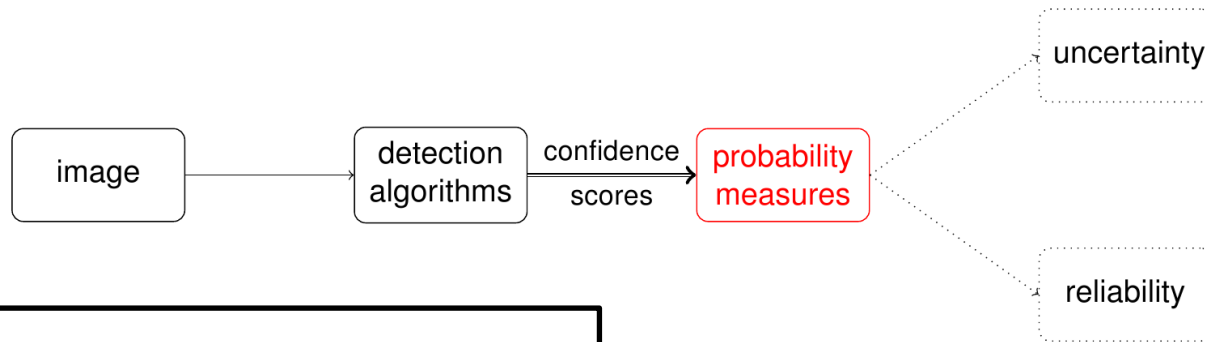 uncertainty
image
detection
algorithms
confidence
scores
probability
measures
reliability